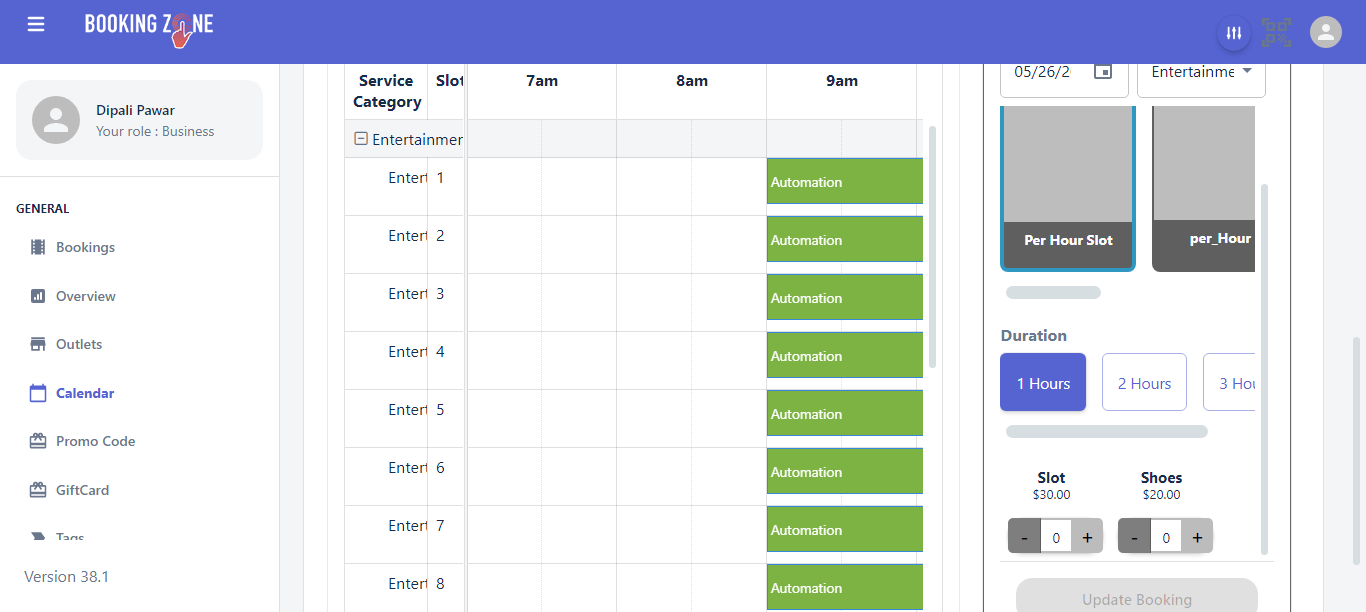 BOOKING ZONE
Dipali Pawar
Your role : Business
GENERAL
Bookings
Overview
Outlets
Calendar
Promo Code
GiftCard
Tags
Version 38.1
Service
Category
Slot
7am
8am
9am
Entertainmer
Entert 1 Automation
Entert 2 Automation
Entert 3 Automation
Entert 4 Automation
Entert 5 Automation
Entert 6 Automation
Entert 7 Automation
Entert 8 Automation
05/26/2
Entertainme
Per Hour Slot
per_Hour
Duration
1 Hours
2 Hours
3 Hou
Slot
$30.00
Shoes
$20.00
- 0 +
- 0 +
Update Booking